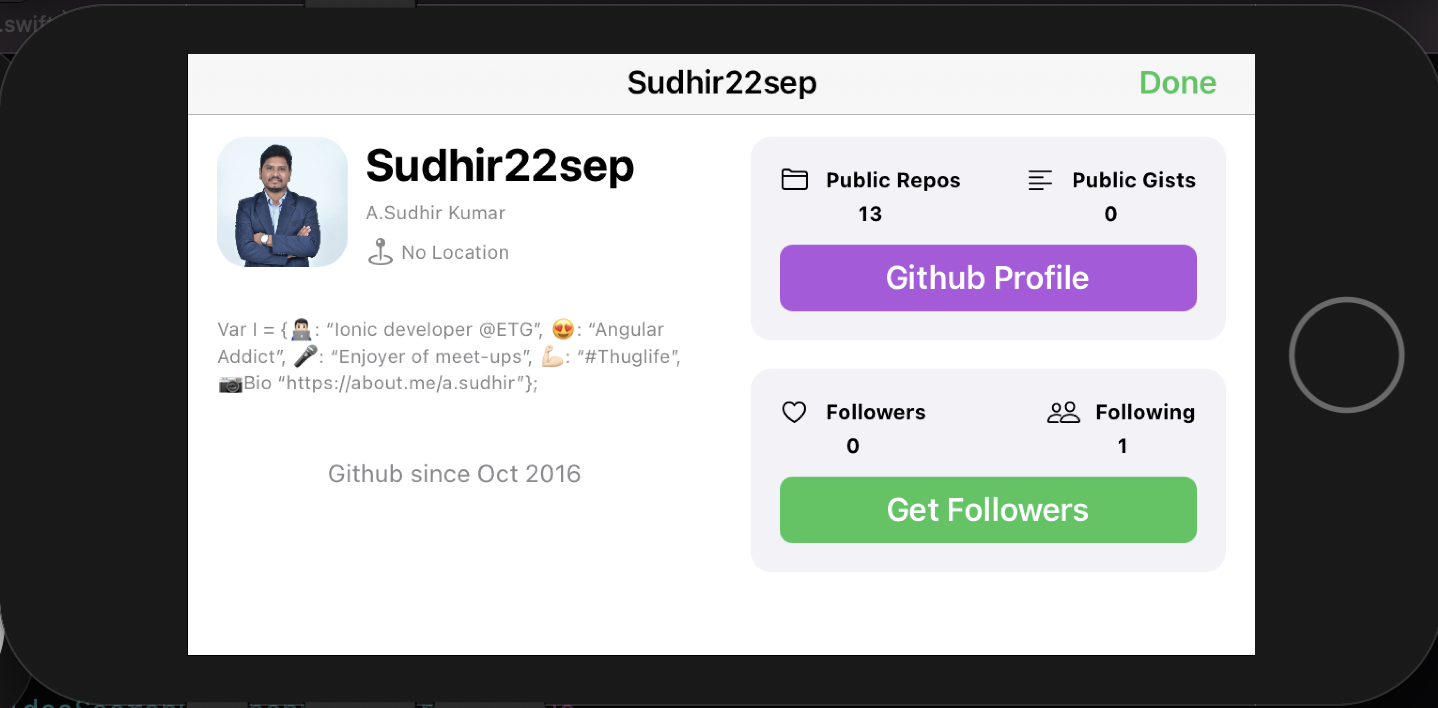 .swift
Sudhir22sep
Done
Sudhir22sep
A.Sudhir Kumar
No Location
Var I = {👨🏻‍💻: “Ionic developer @ETG”, 😍: “Angular
Addict”, 🎤: “Enjoyer of meet-ups”, 💪🏻: “#Thuglife”,
📷Bio “https://about.me/a.sudhir”};
Github since Oct 2016
Public Repos
13
Public Gists
0
Github Profile
Followers
0
Following
1
Get Followers